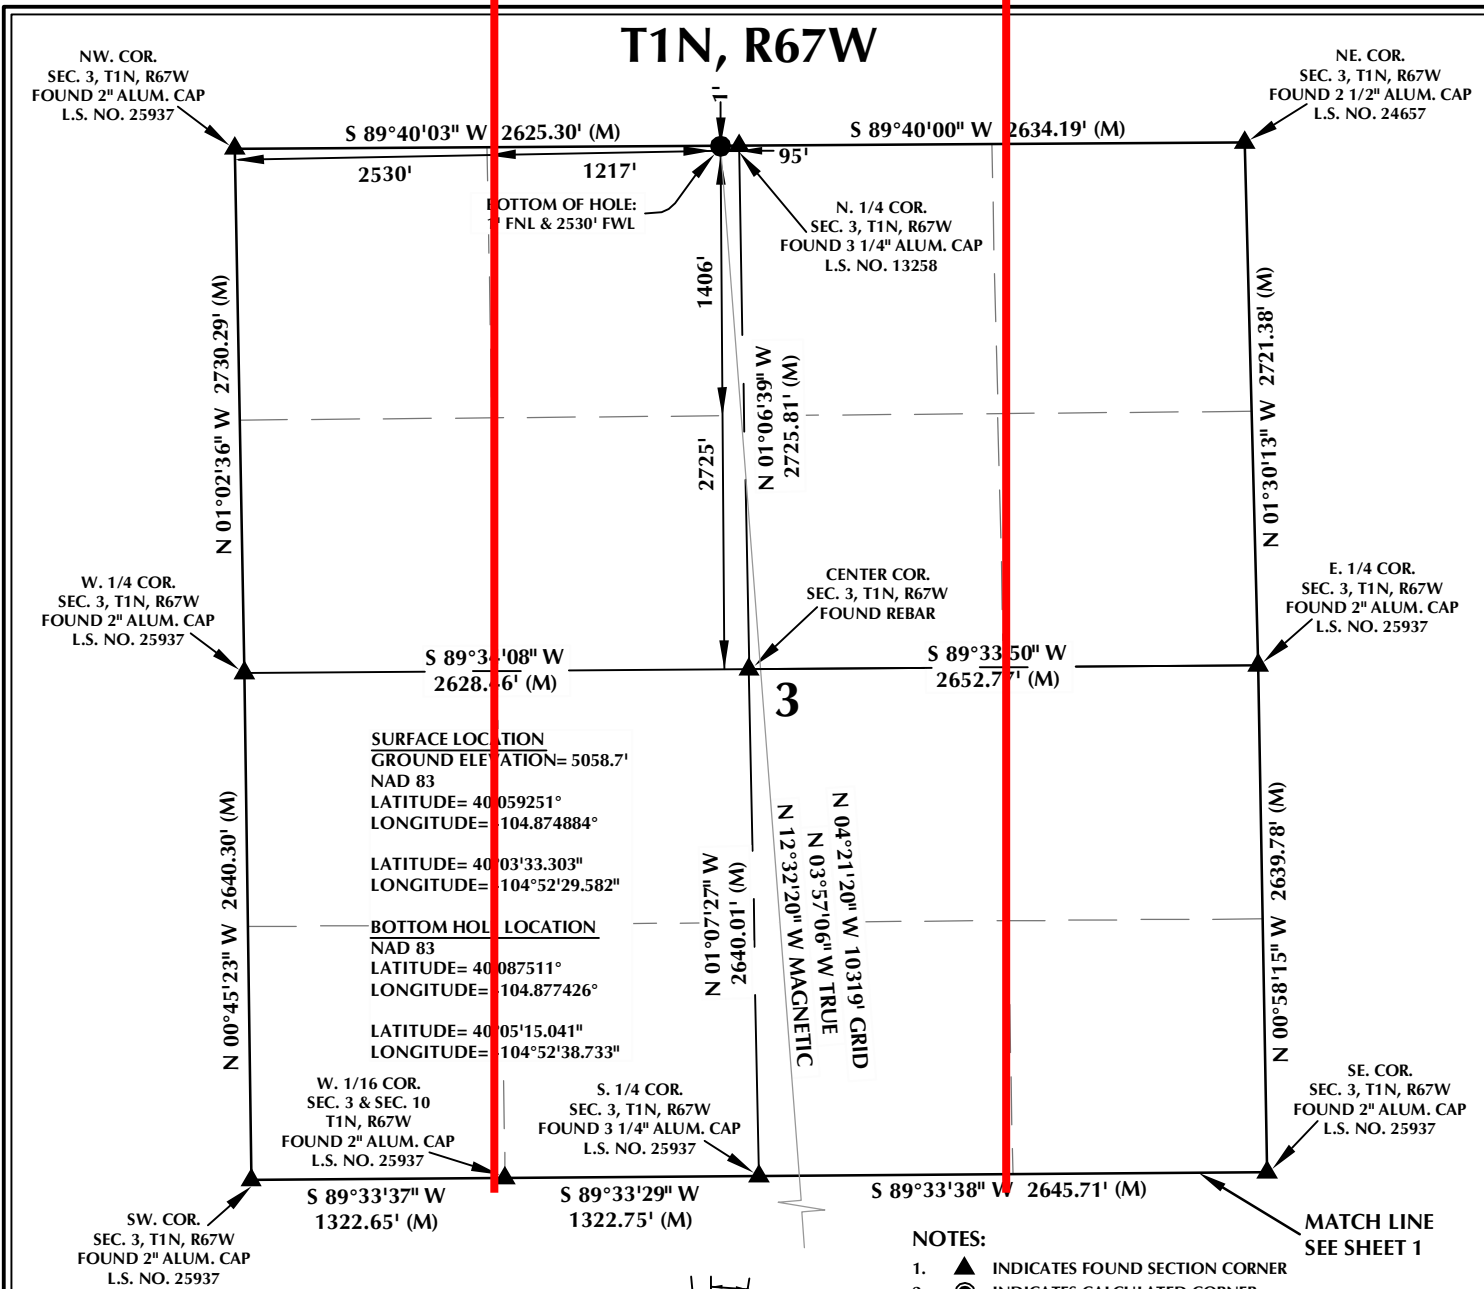 T1N, R67W
NW. COR.
SEC. 3, T1N, R67W
FOUND 2" ALUM. CAP
L.S. NO. 25937
NE. COR.
SEC. 3, T1N, R67W
FOUND 2 1/2" ALUM. CAP
L.S. NO. 24657
1'
S 89°40'03" W 2625.30' (M)
S 89°40'00" W 2634.19' (M)
2530'
1217'
95'
BOTTOM OF HOLE:
1' FNL & 2530' FWL
N. 1/4 COR.
SEC. 3, T1N, R67W
FOUND 3 1/4" ALUM. CAP
L.S. NO. 13258
1406'
2725'
N 01°02'36" W 2730.29' (M)
N 01°06'39" W
2725.81' (M)
N 01°30'13" W 2721.38' (M)
W. 1/4 COR.
SEC. 3, T1N, R67W
FOUND 2" ALUM. CAP
L.S. NO. 25937
CENTER COR.
SEC. 3, T1N, R67W
FOUND REBAR
E. 1/4 COR.
SEC. 3, T1N, R67W
FOUND 2" ALUM. CAP
L.S. NO. 25937
S 89°34'08" W
2628.46' (M)
S 89°33'50" W
2652.77' (M)
3
SURFACE LOCATION
GROUND ELEVATION= 5058.7'
NAD 83
LATITUDE= 40.059251°
LONGITUDE= -104.874884°
LATITUDE= 40°03'33.303"
LONGITUDE= -104°52'29.582"
BOTTOM HOLE LOCATION
NAD 83
LATITUDE= 40.087511°
LONGITUDE= -104.877426°
LATITUDE= 40°05'15.041"
LONGITUDE= -104°52'38.733"
N 00°45'23" W 2640.30' (M)
N 01°07'27" W
2640.01' (M)
N 04°21'20" W 10319' GRID
N 03°57'06" W TRUE
N 12°32'20" W MAGNETIC
N 00°58'15" W 2639.78' (M)
W. 1/16 COR.
SEC. 3 & SEC. 10
T1N, R67W
FOUND 2" ALUM. CAP
L.S. NO. 25937
S. 1/4 COR.
SEC. 3, T1N, R67W
FOUND 3 1/4" ALUM. CAP
L.S. NO. 25937
SE. COR.
SEC. 3, T1N, R67W
FOUND 2" ALUM. CAP
L.S. NO. 25937
S 89°33'37" W
1322.65' (M)
S 89°33'29" W
1322.75' (M)
S 89°33'38" W 2645.71' (M)
SW. COR.
SEC. 3, T1N, R67W
FOUND 2" ALUM. CAP
L.S. NO. 25937
MATCH LINE
SEE SHEET 1
NOTES:
1. INDICATES FOUND SECTION CORNER
INDICATES CALCULATED CORNER